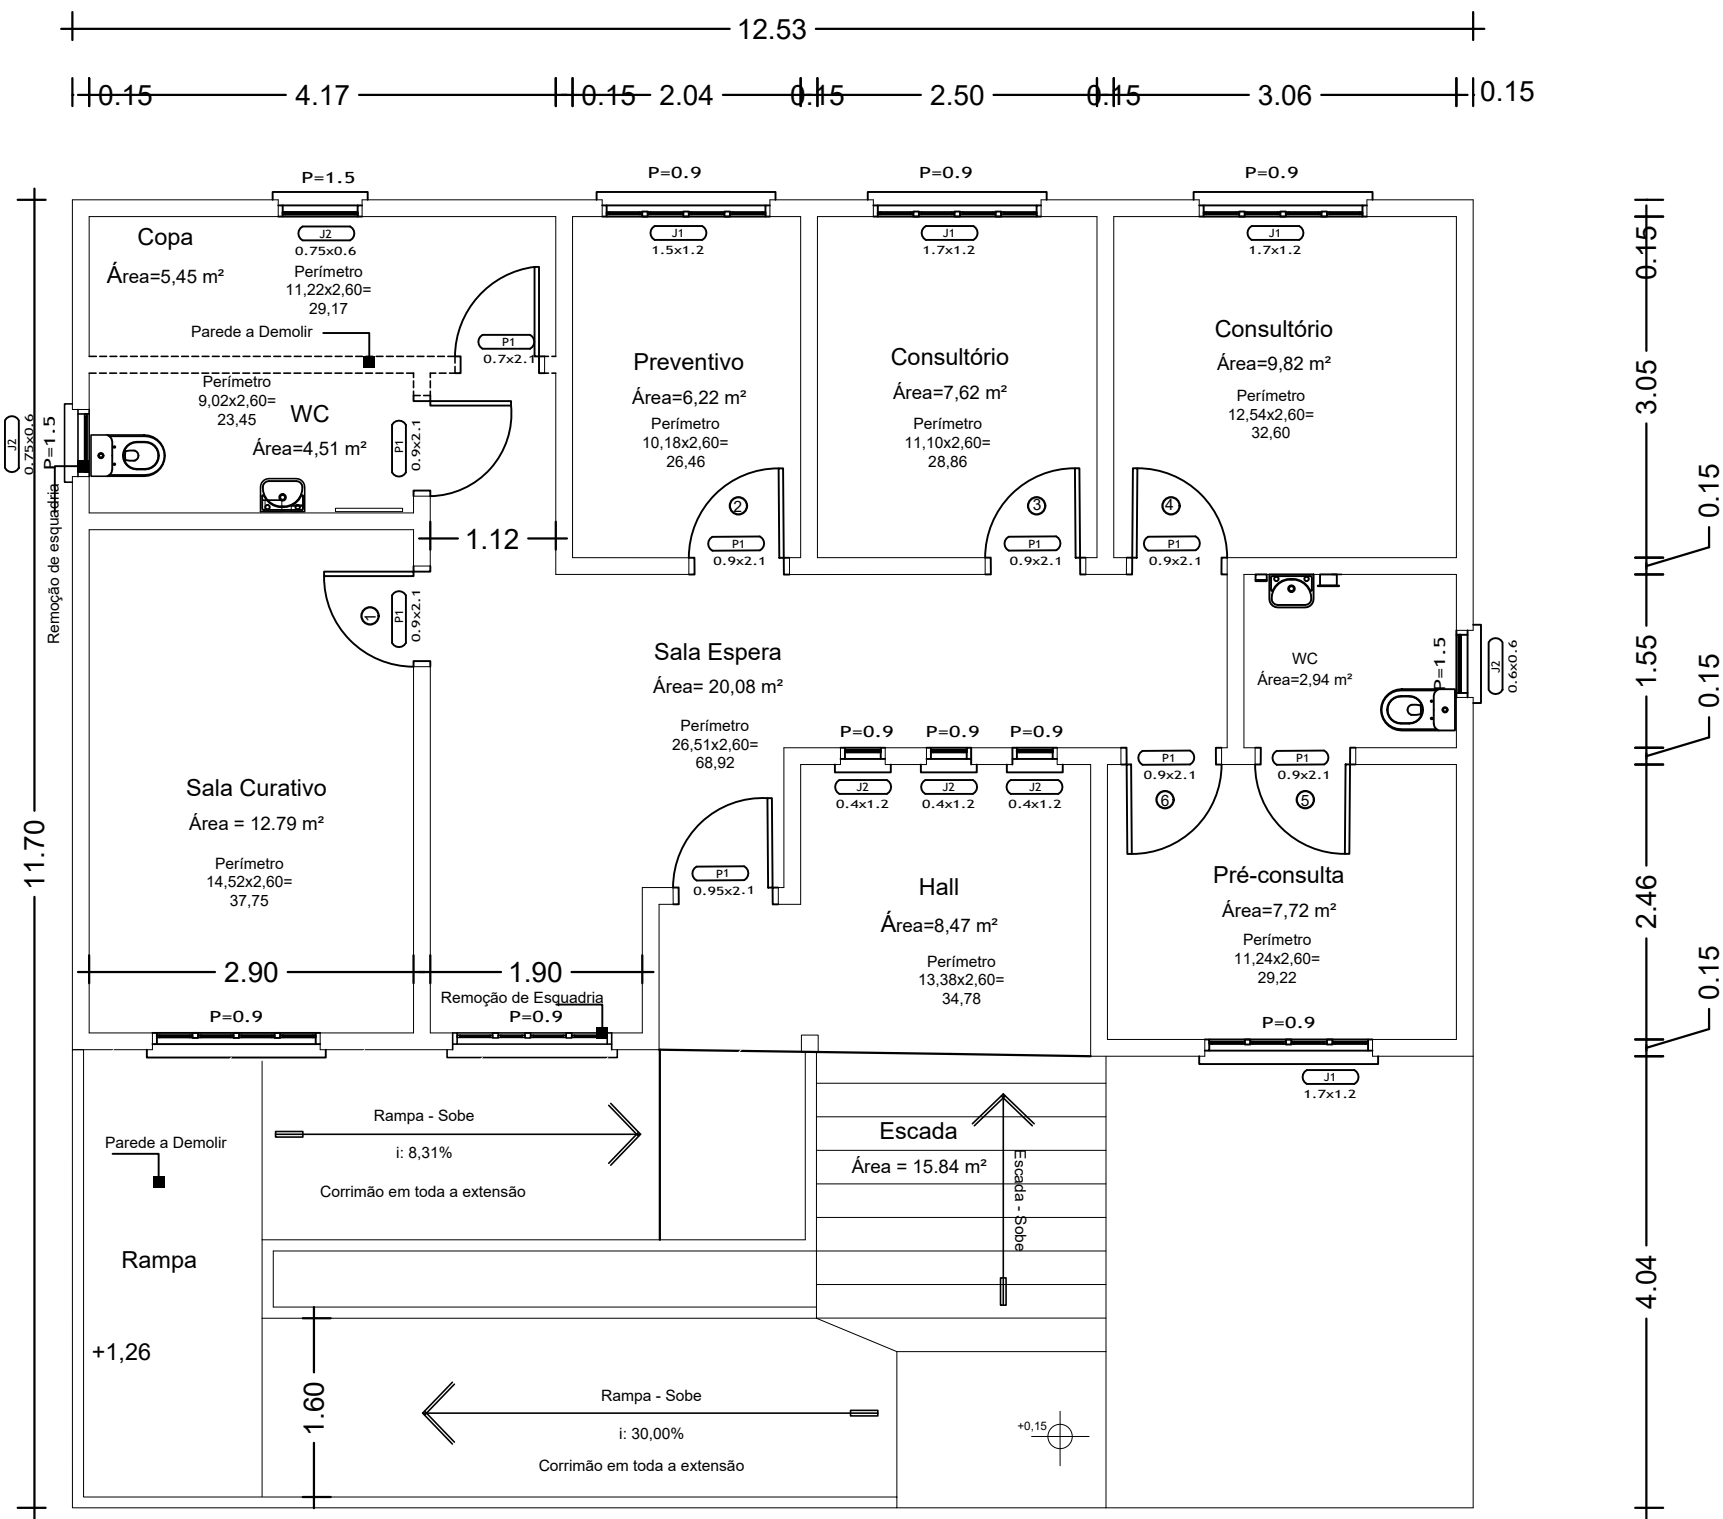 12.53
0.15 4.17 0.15 2.04 0.15 2.50 0.15 3.06 0.15
P=1.5
P=0.9
P=0.9
P=0.9
Copa
Área=5,45 m²
J2
0.75x0.6
Perímetro
11,22x2,60=
29,17
Parede a Demolir
P1
0.7x2.1
J1
1.5x1.2
Preventivo
Área=6,22 m²
Perímetro
10,18x2,60=
26,46
2
P1
0.9x2.1
J1
1.7x1.2
Consultório
Área=7,62 m²
Perímetro
11,10x2,60=
28,86
3
P1
0.9x2.1
J1
1.7x1.2
Consultório
Área=9,82 m²
Perímetro
12,54x2,60=
32,60
4
P1
0.9x2.1
J2
0.75x0.6
P=1.5
Remoção de esquadria
Perímetro
9,02x2,60=
23,45
WC
Área=4,51 m²
P1
0.9x2.1
1.12
1
P1
0.9x2.1
Sala Espera
Área= 20,08 m²
Perímetro
26,51x2,60=
68,92
WC
Área=2,94 m²
P=1.5
J2
0.6x0.6
P=0.9
P=0.9
P=0.9
J2
0.4x1.2
J2
0.4x1.2
J2
0.4x1.2
P1
0.9x2.1
6
P1
0.9x2.1
5
Sala Curativo
Área = 12.79 m²
Perímetro
14,52x2,60=
37,75
P1
0.95x2.1
Hall
Área=8,47 m²
Perímetro
13,38x2,60=
34,78
Pré-consulta
Área=7,72 m²
Perímetro
11,24x2,60=
29,22
2.90
1.90
Remoção de Esquadria
P=0.9
P=0.9
P=0.9
J1
1.7x1.2
Rampa - Sobe
i: 8,31%
Corrimão em toda a extensão
Parede a Demolir
Rampa
+1,26
Escada
Área = 15.84 m²
Escada - Sobe
1.60
Rampa - Sobe
i: 30,00%
Corrimão em toda a extensão
+0,15
11.70
0.15
3.05
0.15
1.55
0.15
2.46
0.15
4.04